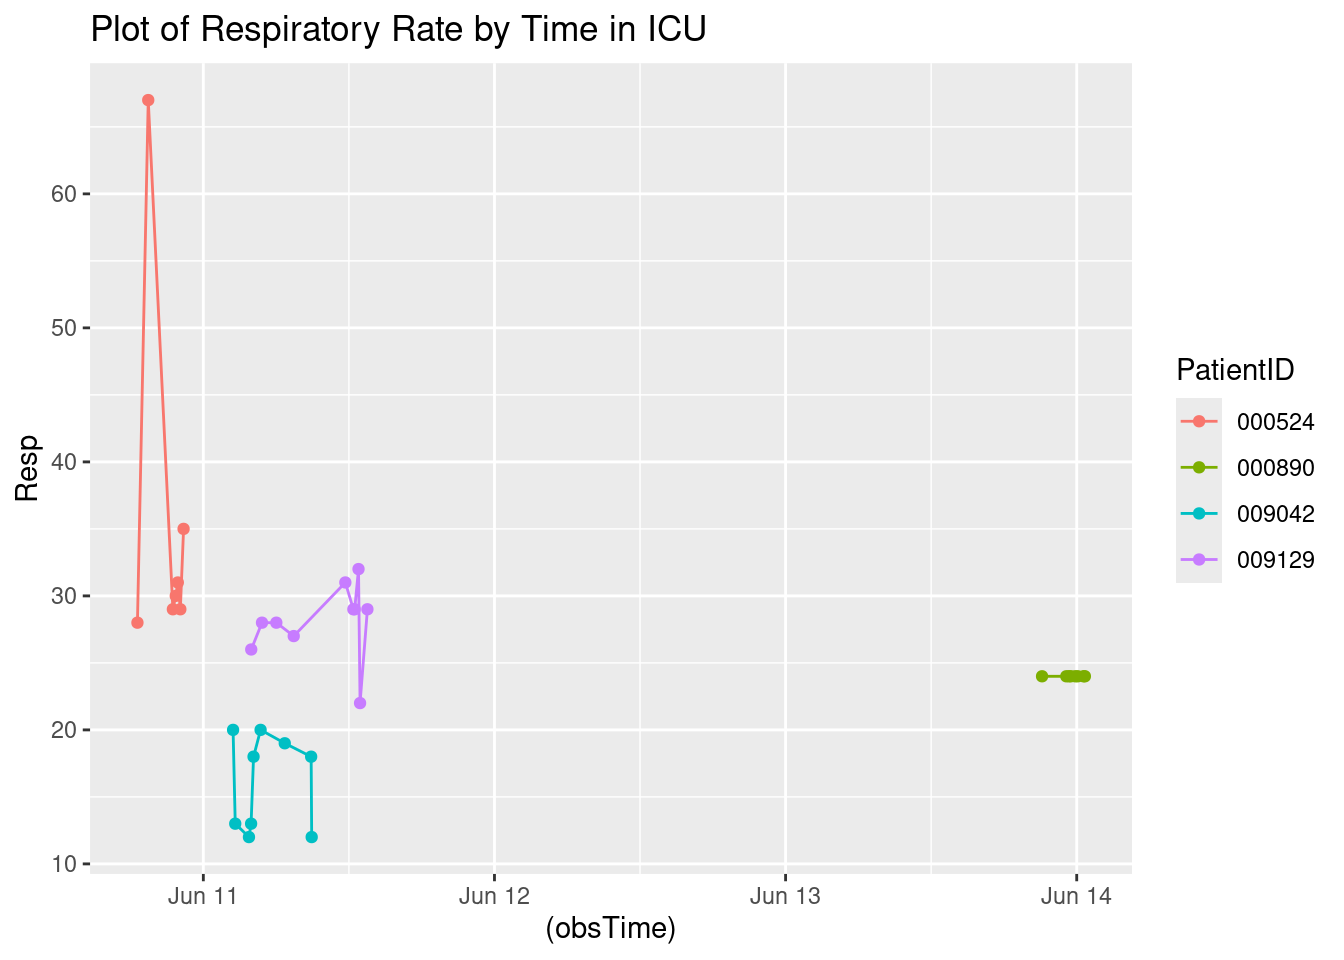 Plot of Respiratory Rate by Time in ICU
Resp
60
50
40
30
20
10
Jun 11
Jun 12
Jun 13
Jun 14
(obsTime)
PatientID
000524
000890
009042
009129